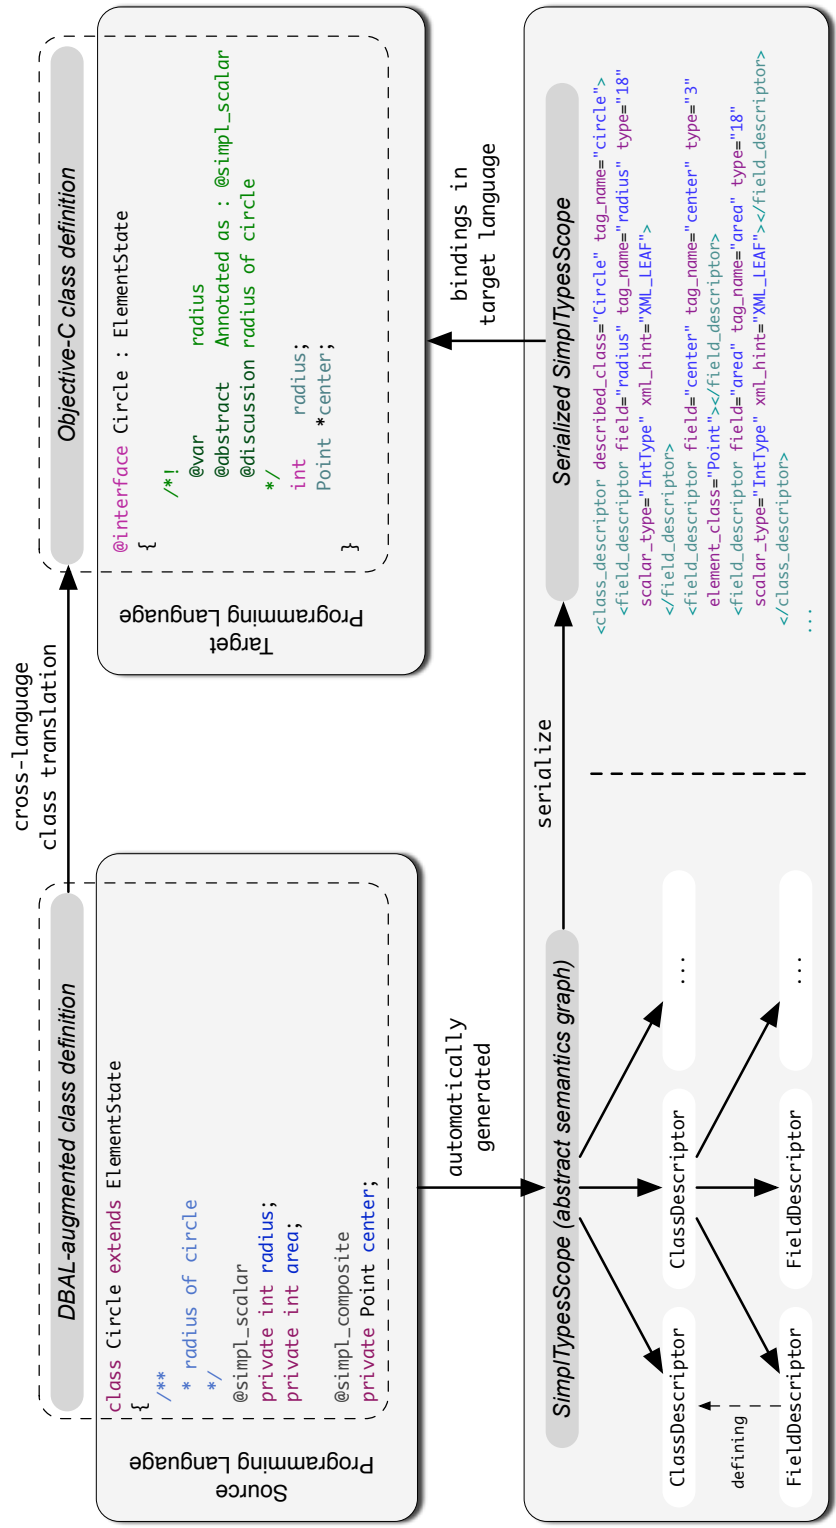 Source
Programming Language
DBAL-augmented class definition
class Circle extends ElementState
{
/**
* radius of circle
*/
@simpl_scalar
private int radius;
private int area;
@simpl_composite
private Point center;
cross-language
class translation
Target
Programming Language
Objective-C class definition
@interface Circle : ElementState
{
/*!
@var radius
@abstract Annotated as : @simpl_scalar
@discussion radius of circle
*/
int radius;
Point *center;
}
automatically
generated
bindings in
target language
SimplTypesScope (abstract semantics graph)
ClassDescriptor
ClassDescriptor
...
defining
FieldDescriptor
FieldDescriptor
...
serialize
Serialized SimplTypesScope
<class_descriptor described_class="Circle" tag_name="circle">
<field_descriptor field="radius" tag_name="radius" type="18"
scalar_type="IntType" xml_hint="XML_LEAF">
</field_descriptor>
<field_descriptor field="center" tag_name="center" type="3"
element_class="Point"></field_descriptor>
<field_descriptor field="area" tag_name="area" type="18"
scalar_type="IntType" xml_hint="XML_LEAF"></field_descriptor>
</class_descriptor>
...